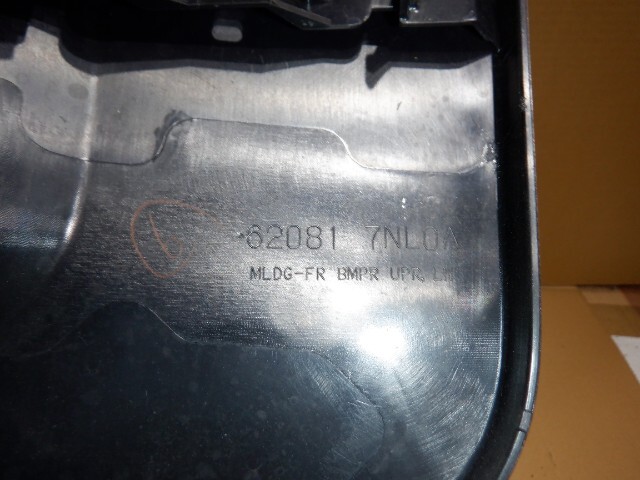 62081 7NL0A
MLDG-FR BMPR UPR,